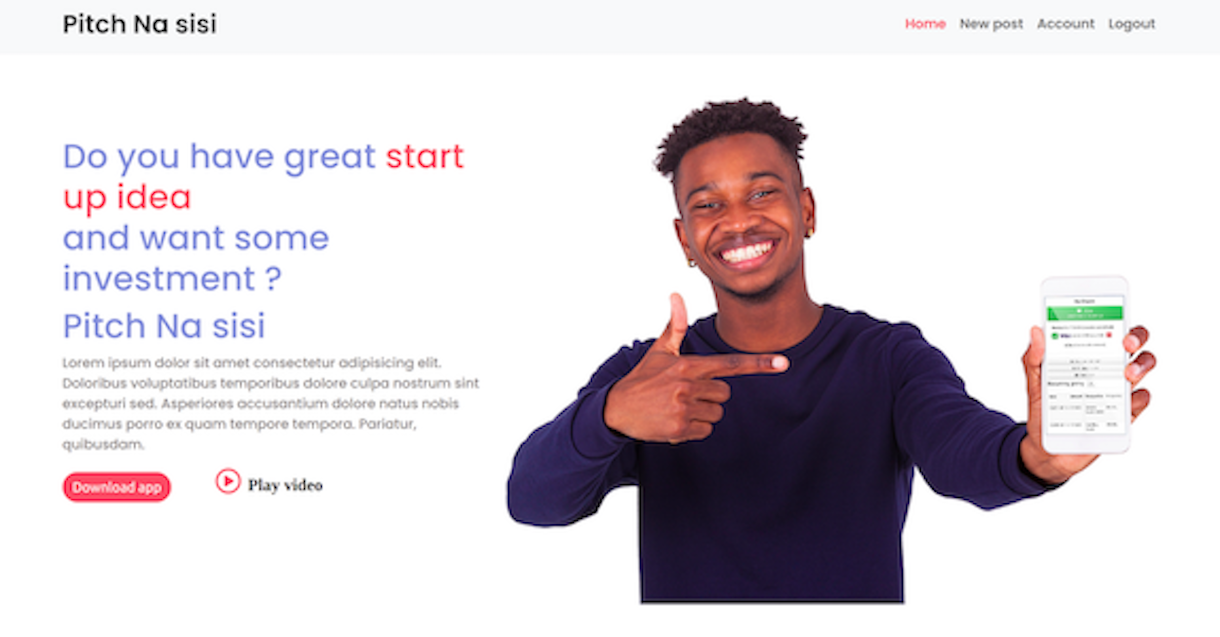 Pitch Na sisi
Home New post Account Logout
Do you have great start
up idea
and want some
investment ?
Pitch Na sisi
Lorem ipsum dolor sit amet consectetur adipisicing elit.
Doloribus voluptatibus temporibus dolore culpa nostrum sint
excepturi sed. Asperiores accusantium dolore natus nobis
ducimus porro ex quam tempore tempora. Pariatur,
quibusdam.
Download app
Play video